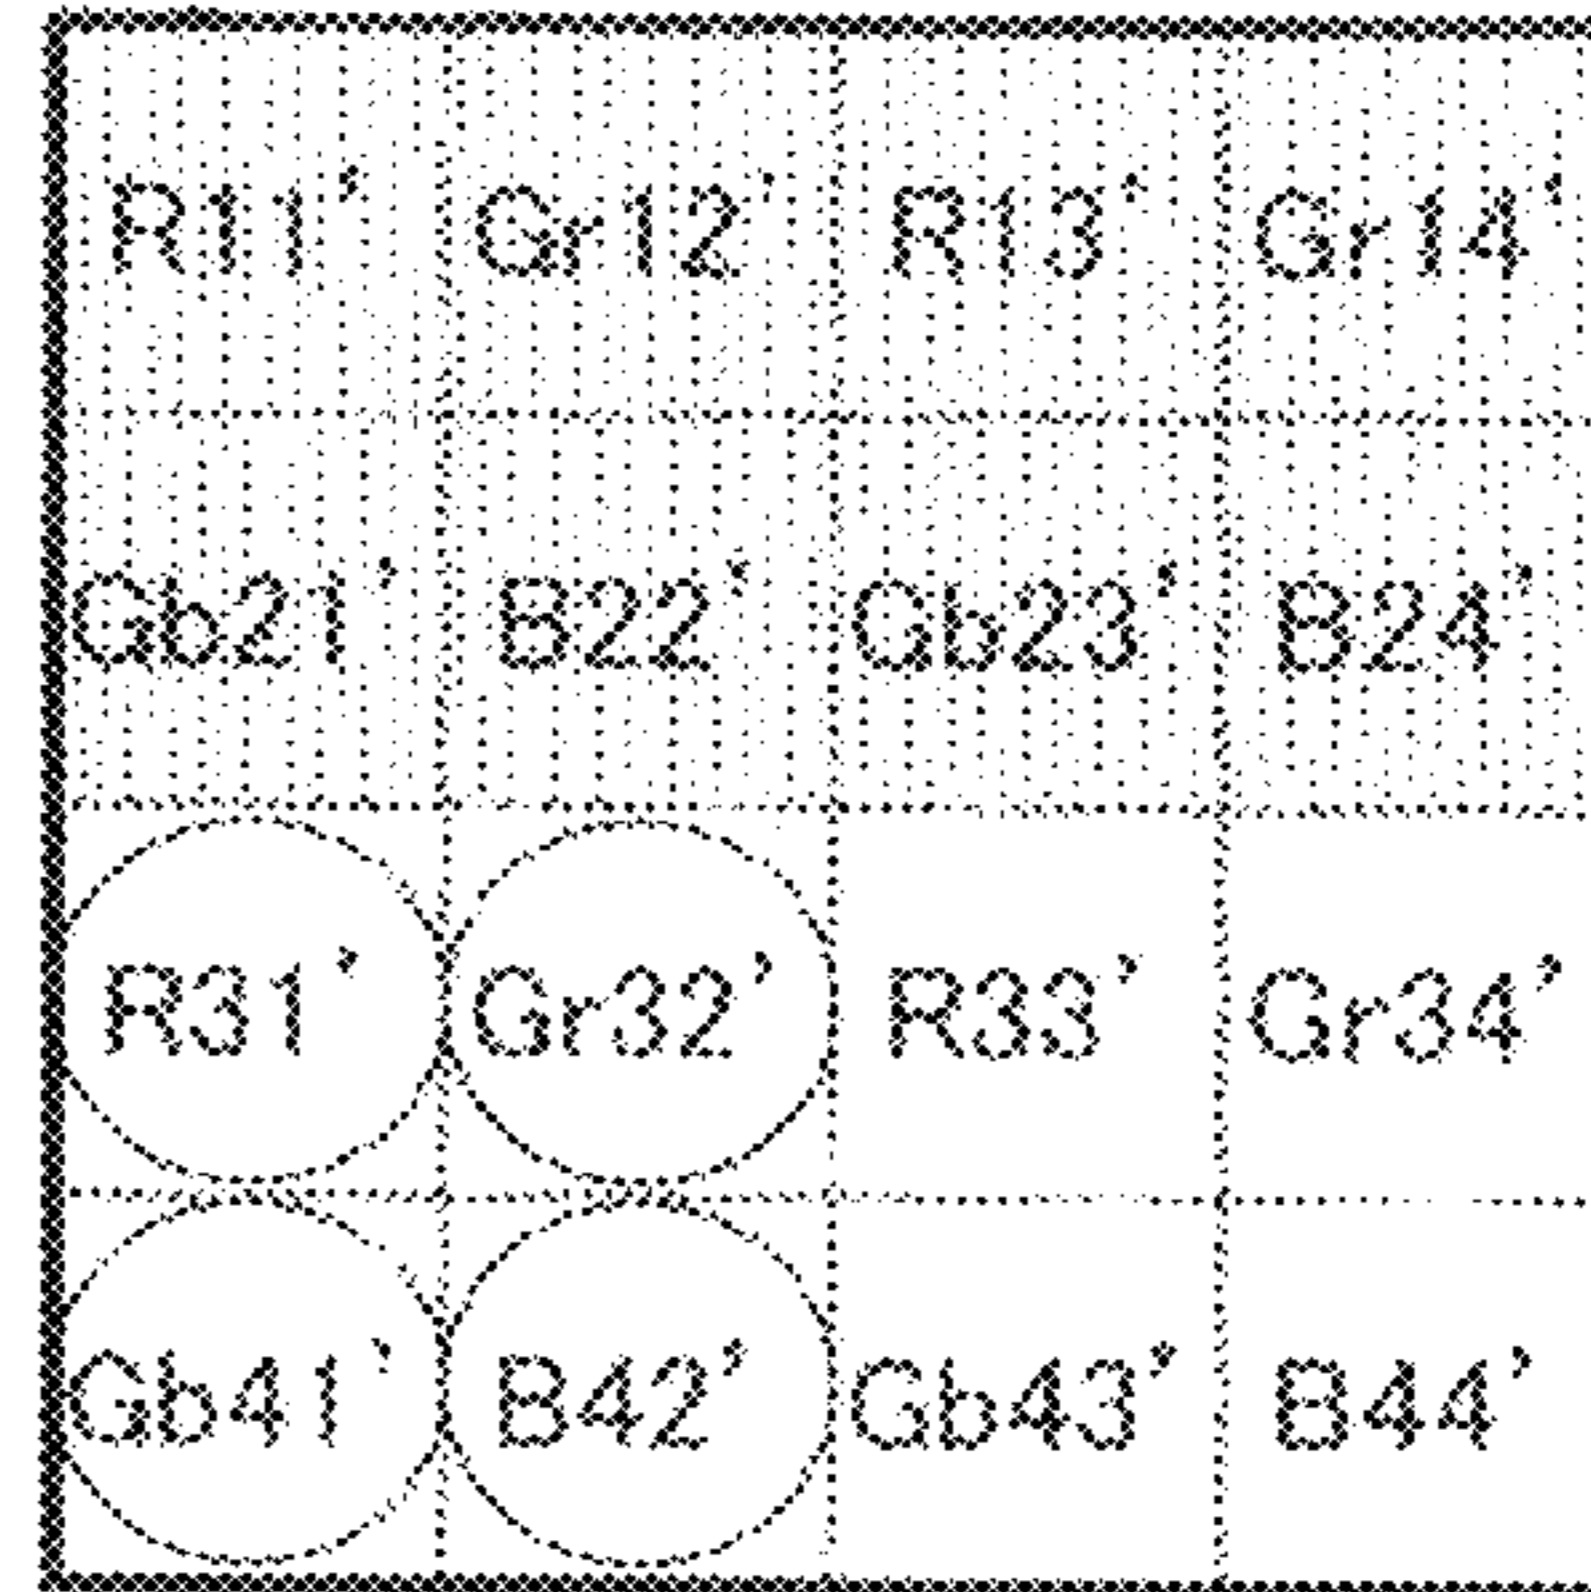 R11’ Gr12’ R13’ Gr14’
Gb21’ B22’ Gb23’ B24’
R31’ Gr32’ R33’ Gr34’
Gb41’ B42’ Gb43’ B44’